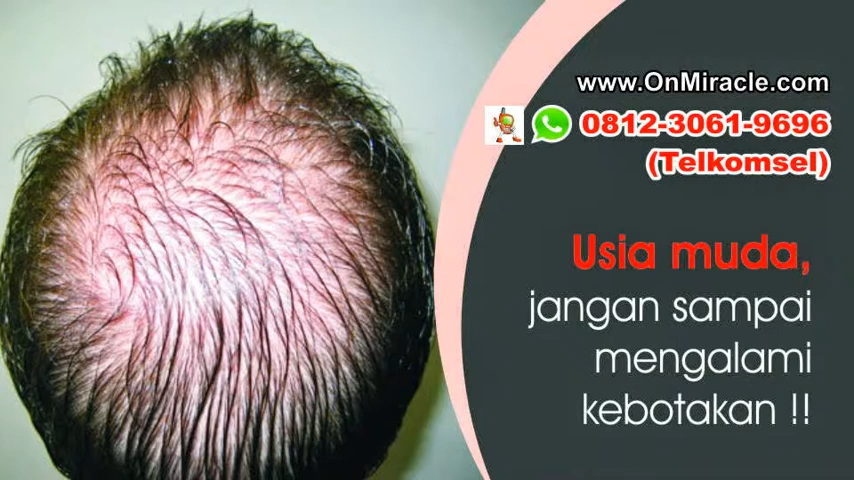 www.OnMiracle.com
0812-3061-9696
(Telkomsel)
Usia muda,
jangan sampai
mengalami
kebotakan !!